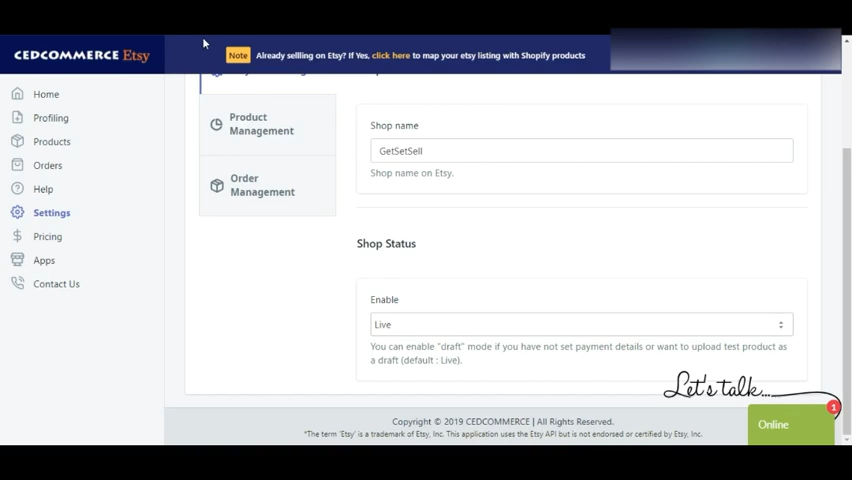 CEDCOMMERCE Etsy
Note Already sellling on Etsy? If Yes, click here to map your etsy listing with Shopify products
Home
Profiling
Products
Orders
Help
Settings
Pricing
Apps
Contact Us
Product
Management
Order
Management
Shop name
GetSetSell
Shop name on Etsy.
Shop Status
Enable
Live
You can enable "draft" mode if you have not set payment details or want to upload test product as
a draft (default : Live).
Let's talk...
1
Online
Copyright © 2019 CEDCOMMERCE | All Rights Reserved.
*The term 'Etsy' is a trademark of Etsy, Inc. This application uses the Etsy API but is not endorsed or certified by Etsy, Inc.